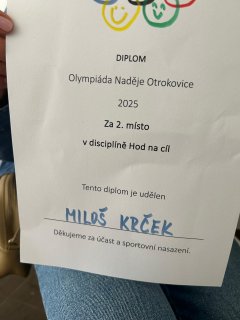 DIPLOM
Olympiáda Naděje Otrokovice
2025
Za 2. místo
v disciplíně Hod na cíl
Tento diplom je udělen
MILOŠ KRČEK
Děkujeme za účast a sportovní nasazení.